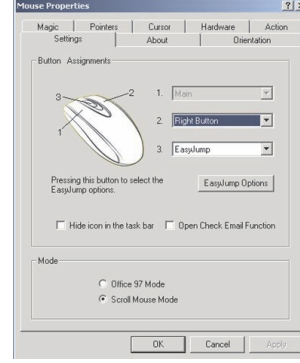 Mouse Properties
Magic Pointers Cursor Hardware Action
Settings About Orientation
Button Assignments
3 2 1
1. Main
2. Right Button
3. EasyJump
Pressing this button to select the
EasyJump options.
EasyJump Options
Hide icon in the task bar Open Check Email Function
Mode
Office 97 Mode
Scroll Mouse Mode
OK Cancel Apply